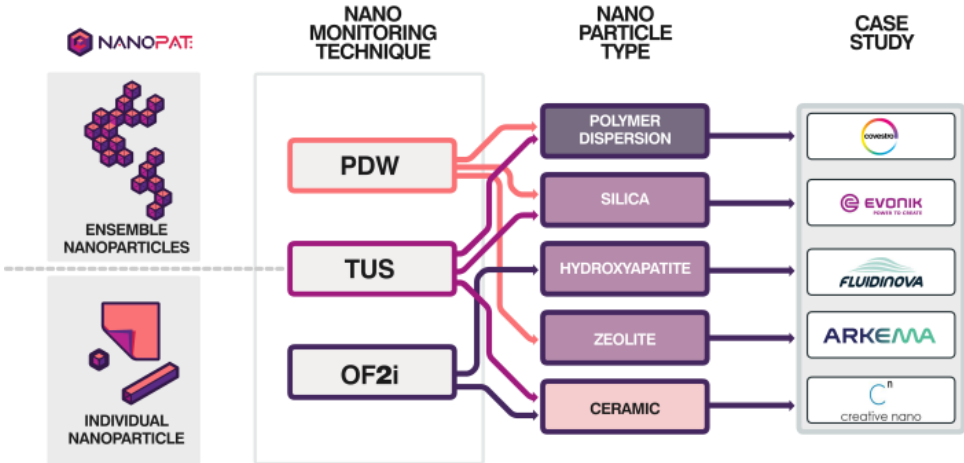 NANOPAT:
NANO
MONITORING
TECHNIQUE
NANO
PARTICLE
TYPE
CASE
STUDY
ENSEMBLE
NANOPARTICLES
INDIVIDUAL
NANOPARTICLE
PDW
TUS
OF2i
POLYMER
DISPERSION
SILICA
HYDROXYAPATITE
ZEOLITE
CERAMIC
covestro
EVONIK
POWER TO CREATE
FLUIDINOVA
ARKEMA
C n
creative nano